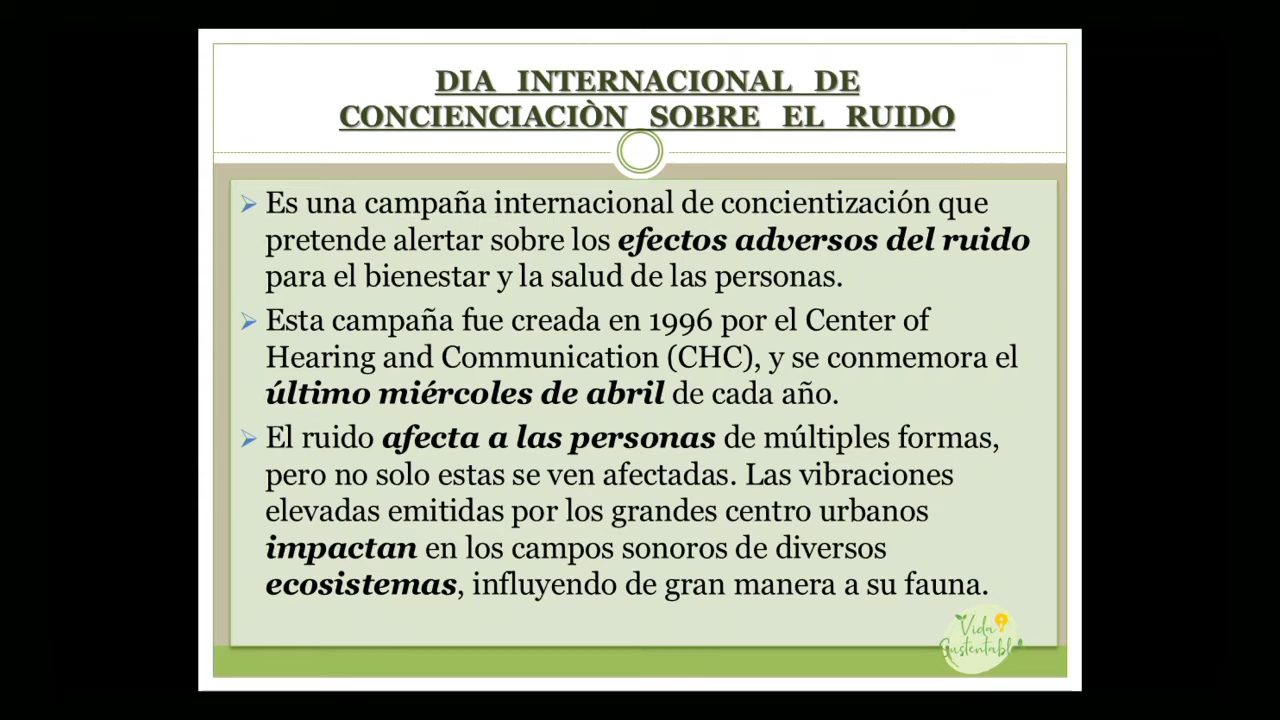 DIA INTERNACIONAL DE
CONCIENCIACIÒN SOBRE EL RUIDO
Es una campaña internacional de concientización que
pretende alertar sobre los efectos adversos del ruido
para el bienestar y la salud de las personas.
Esta campaña fue creada en 1996 por el Center of
Hearing and Communication (CHC), y se conmemora el
último miércoles de abril de cada año.
El ruido afecta a las personas de múltiples formas,
pero no solo estas se ven afectadas. Las vibraciones
elevadas emitidas por los grandes centro urbanos
impactan en los campos sonoros de diversos
ecosistemas, influyendo de gran manera a su fauna.
Vida
Sustentable